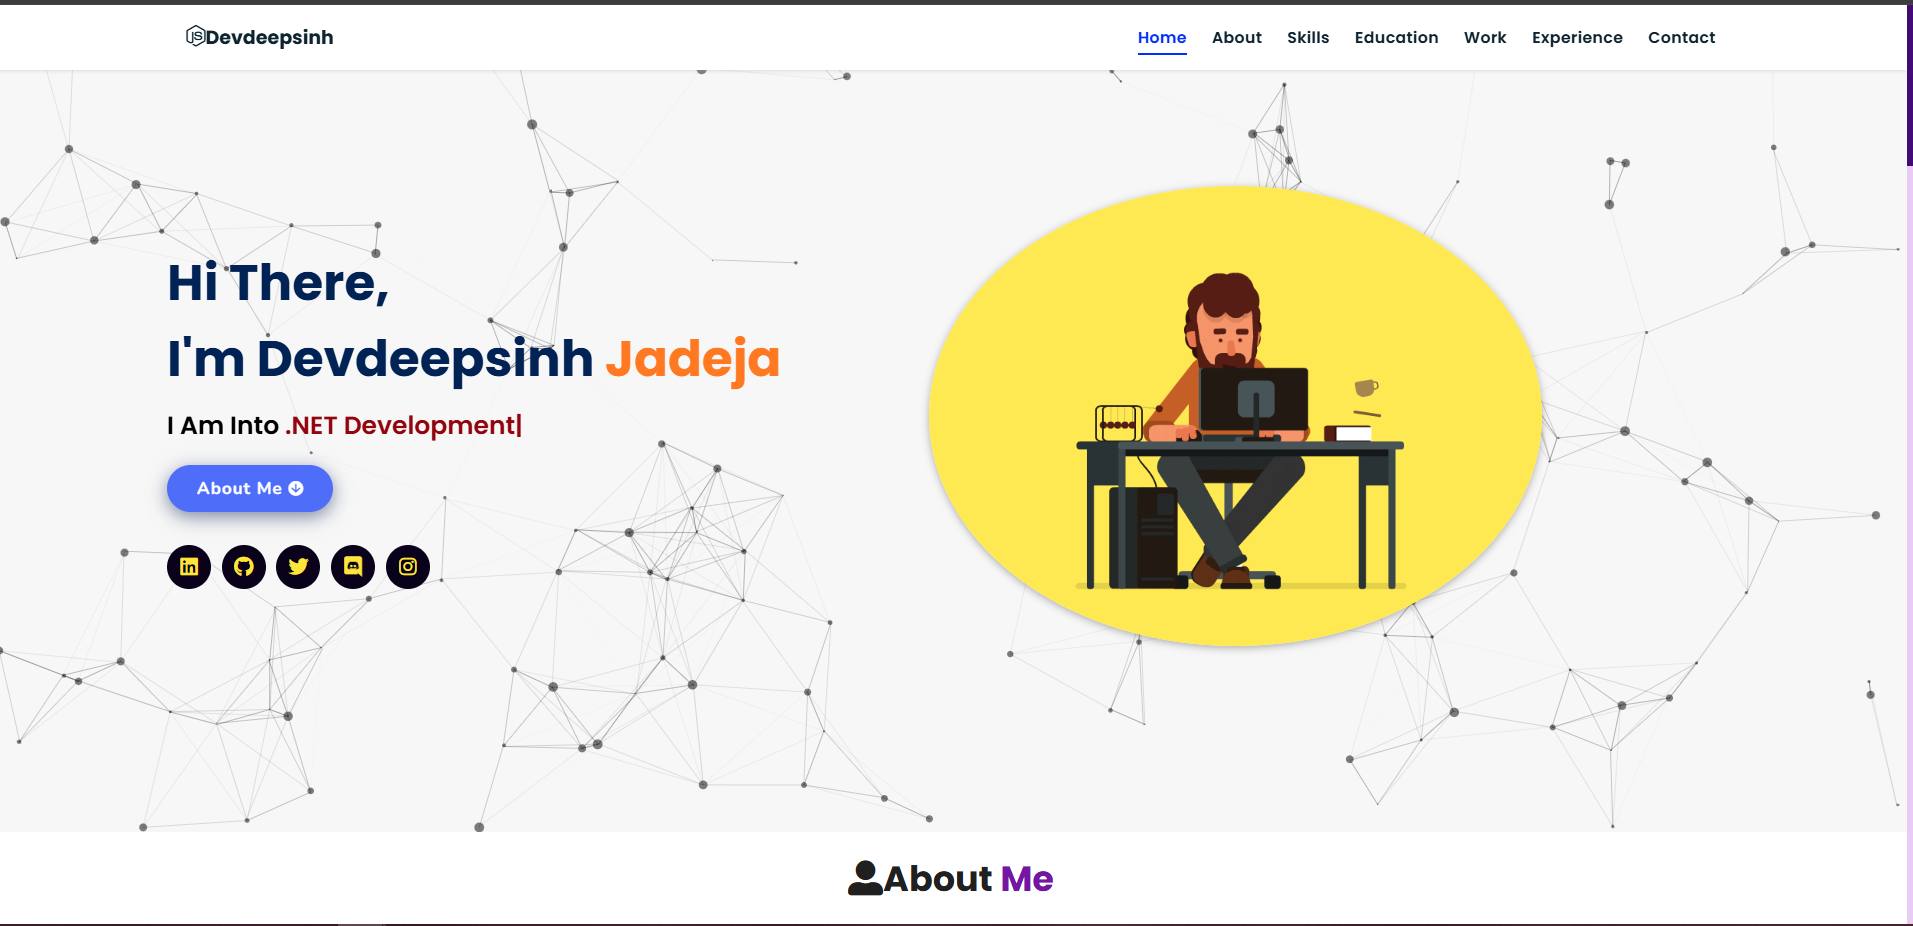 Devdeepsinh
Home About Skills Education Work Experience Contact
Hi There,
I'm Devdeepsinh Jadeja
I Am Into .NET Development|
About Me
About Me